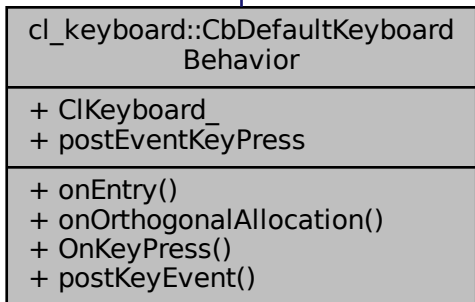 cl_keyboard::CbDefaultKeyboard
Behavior
+ ClKeyboard_
+ postEventKeyPress
+ onEntry()
+ onOrthogonalAllocation()
+ OnKeyPress()
+ postKeyEvent()